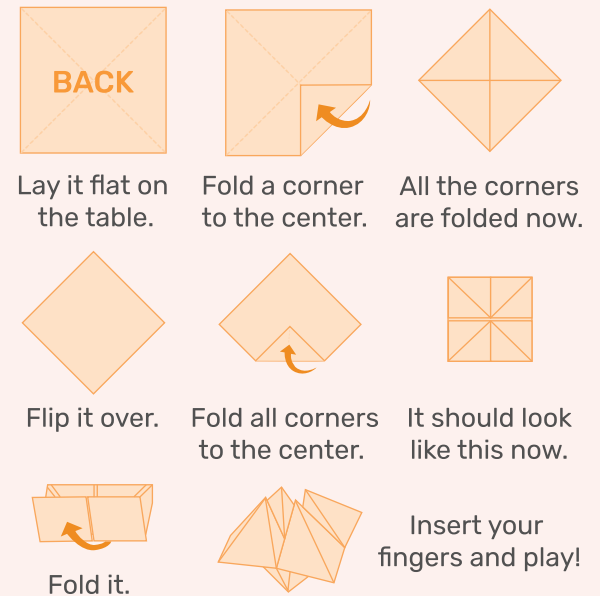 BACK
Lay it flat on
the table.
Fold a corner
to the center.
All the corners
are folded now.
Flip it over.
Fold all corners
to the center.
It should look
like this now.
Fold it.
Insert your
fingers and play!